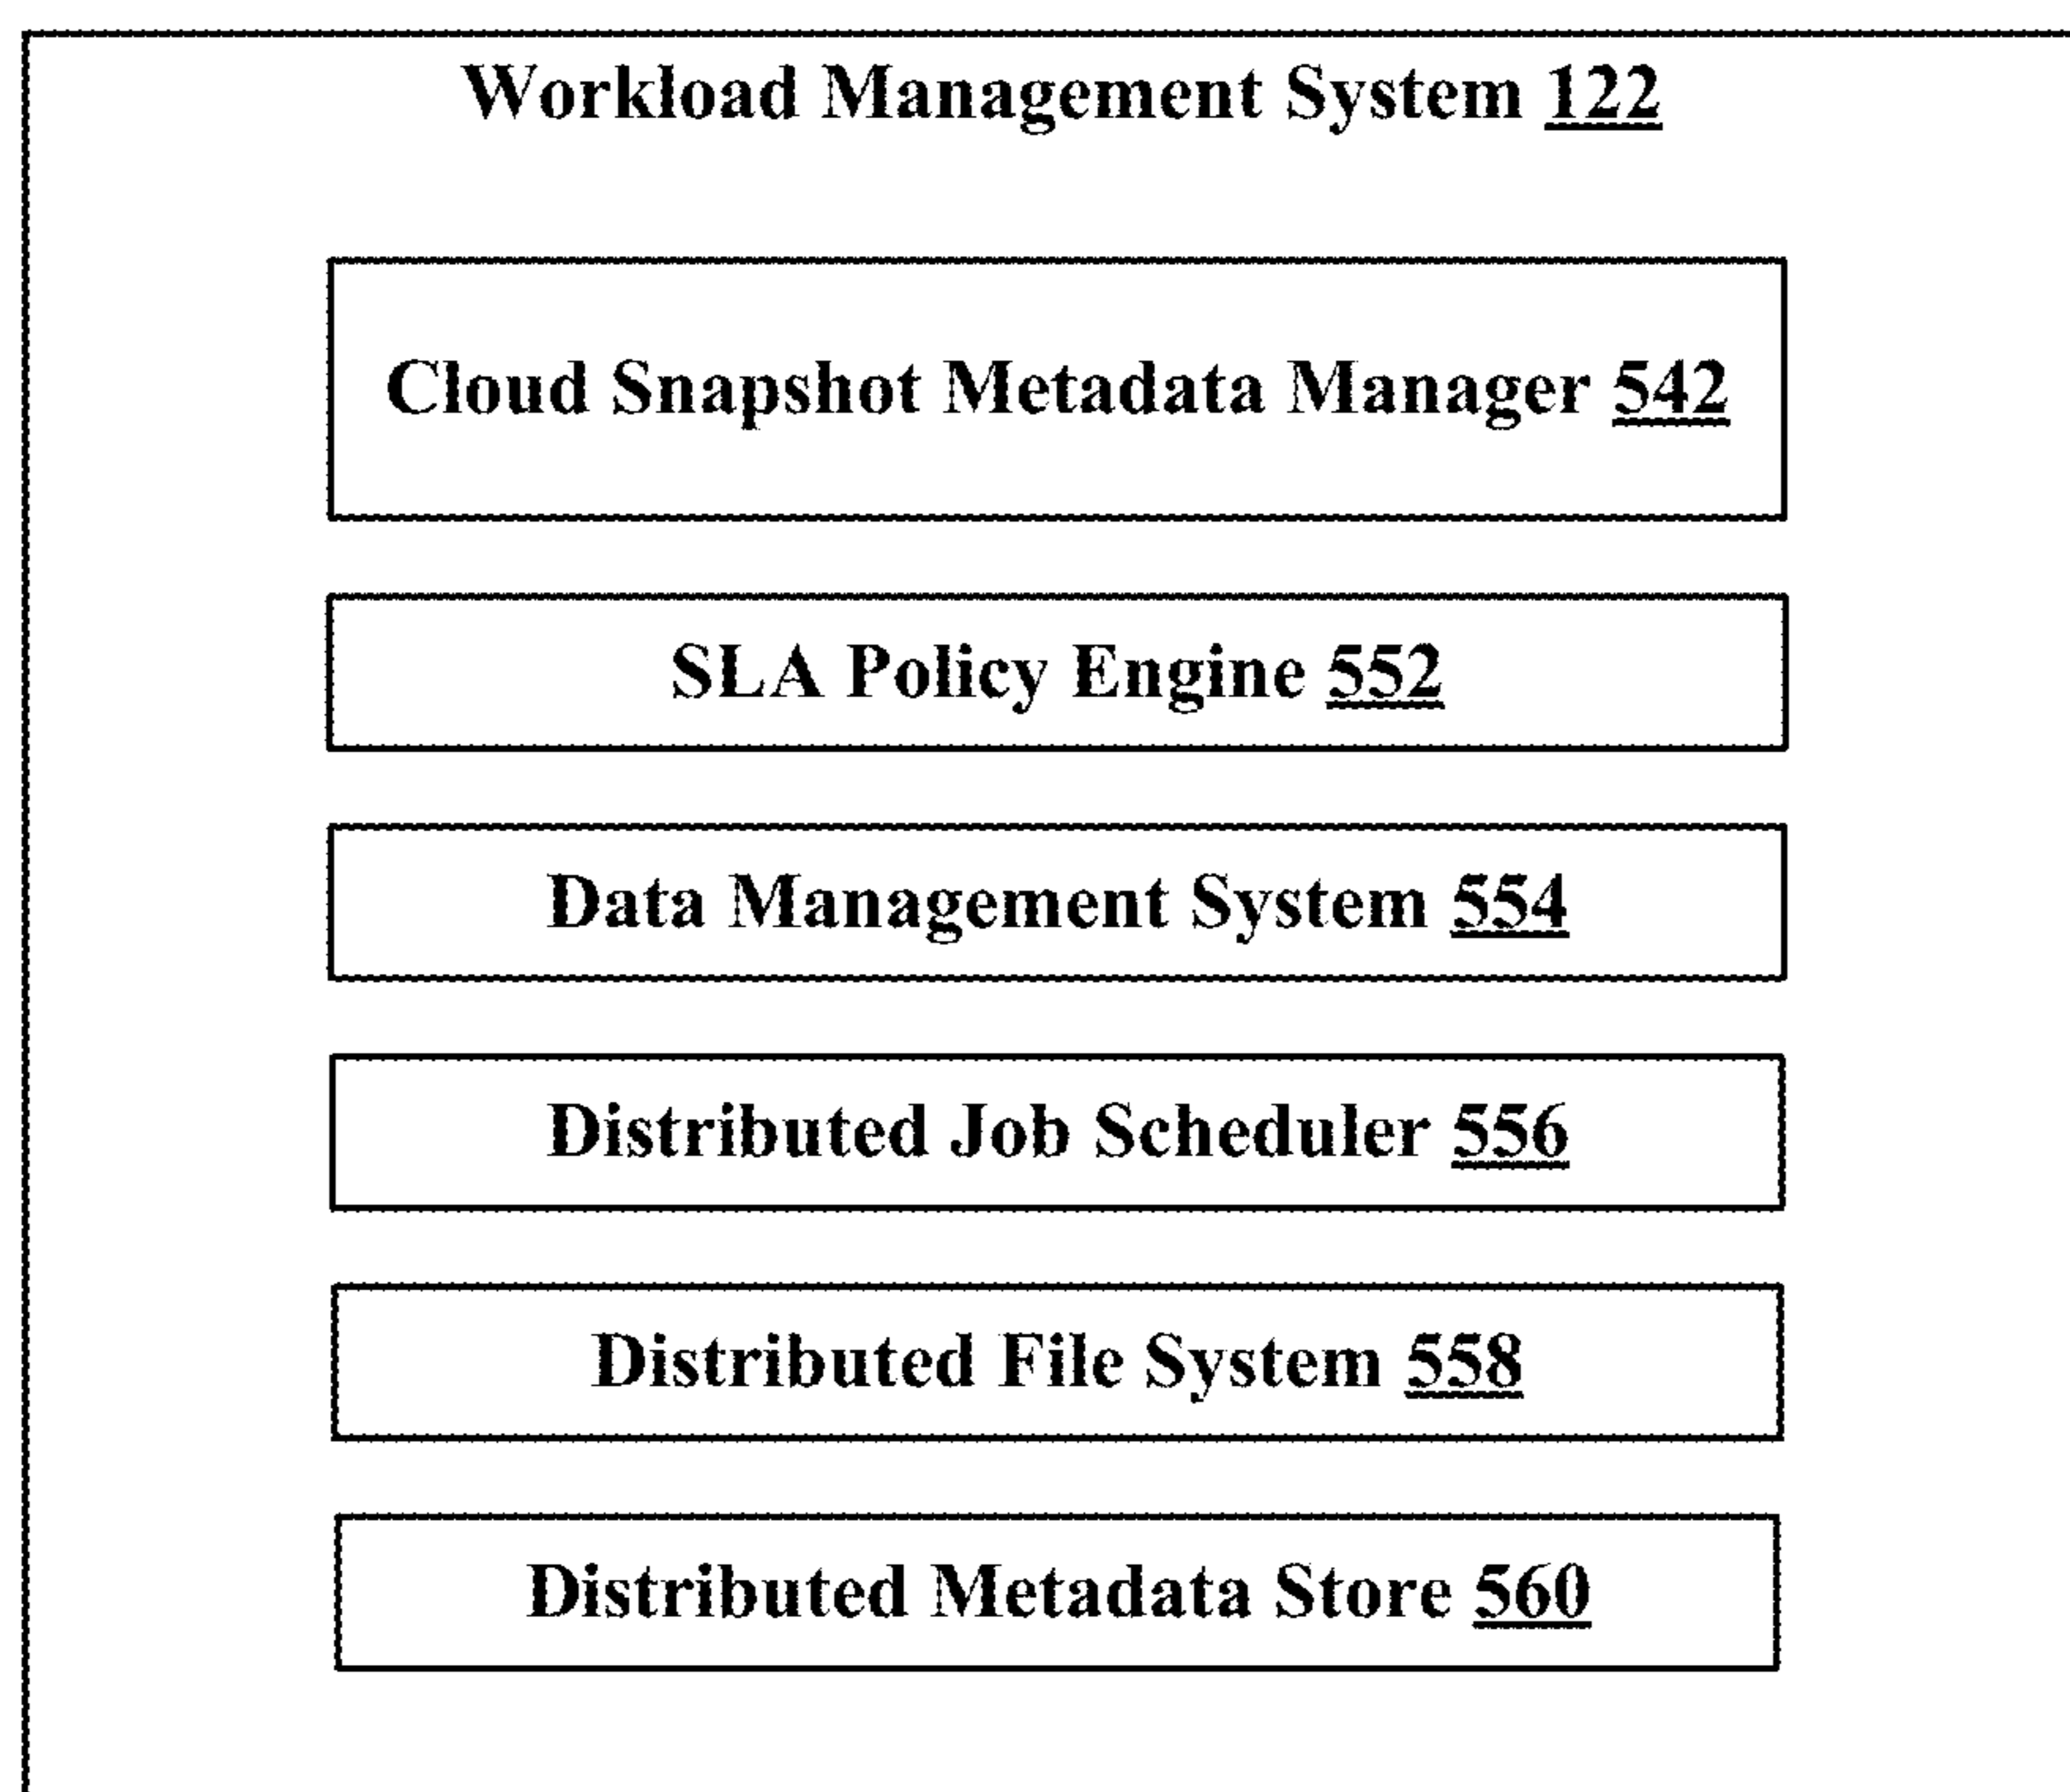 Workload Management System 122
Cloud Snapshot Metadata Manager 542
SLA Policy Engine 552
Data Management System 554
Distributed Job Scheduler 556
Distributed File System 558
Distributed Metadata Store 560